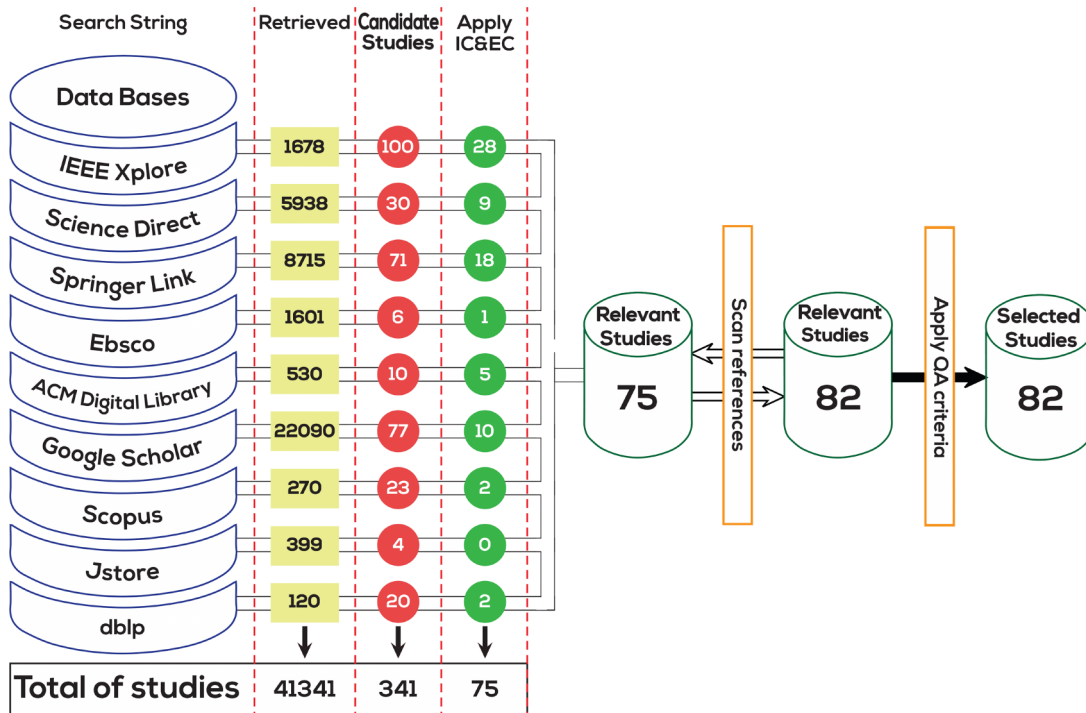 Search String
Retrieved
Candidate
Studies
Apply
IC&EC
Data Bases
IEEE Xplore
1678
100
28
Science Direct
5938
30
9
Springer Link
8715
71
18
Ebsco
1601
6
1
ACM Digital Library
530
10
5
Google Scholar
22090
77
10
Scopus
270
23
2
Jstore
399
4
0
dblp
120
20
2
Total of studies
41341
341
75
Relevant
Studies
75
Scan references
Relevant
Studies
82
Apply QA criteria
Selected
Studies
82